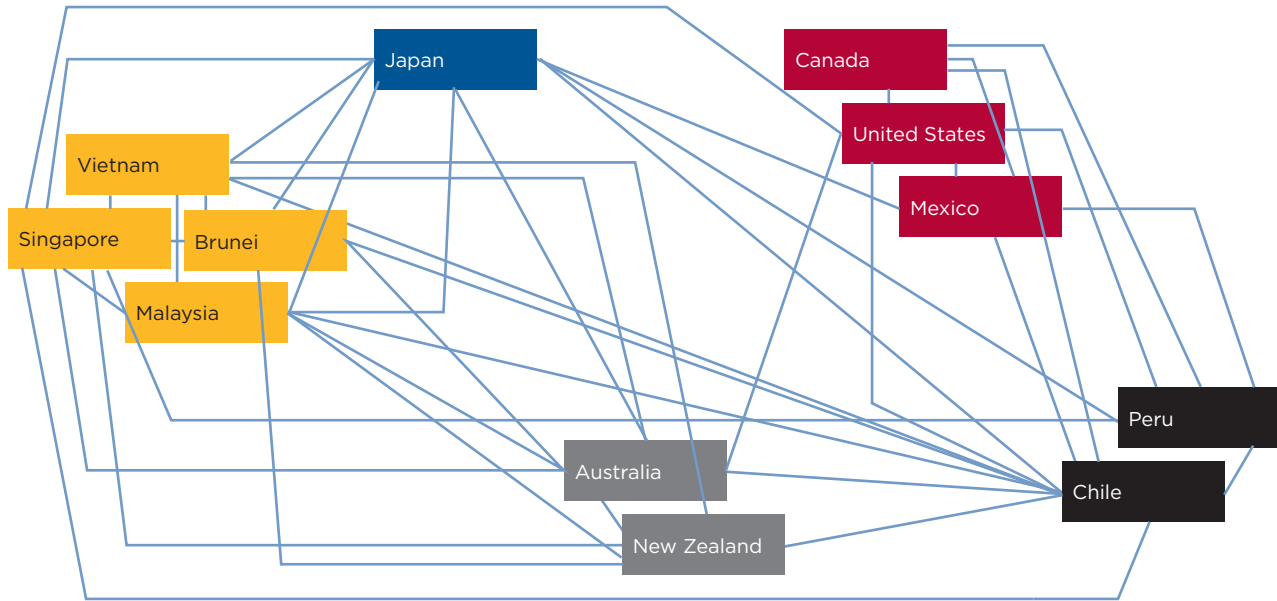 Japan
Canada
United States
Vietnam
Mexico
Singapore
Brunei
Malaysia
Peru
Australia
Chile
New Zealand